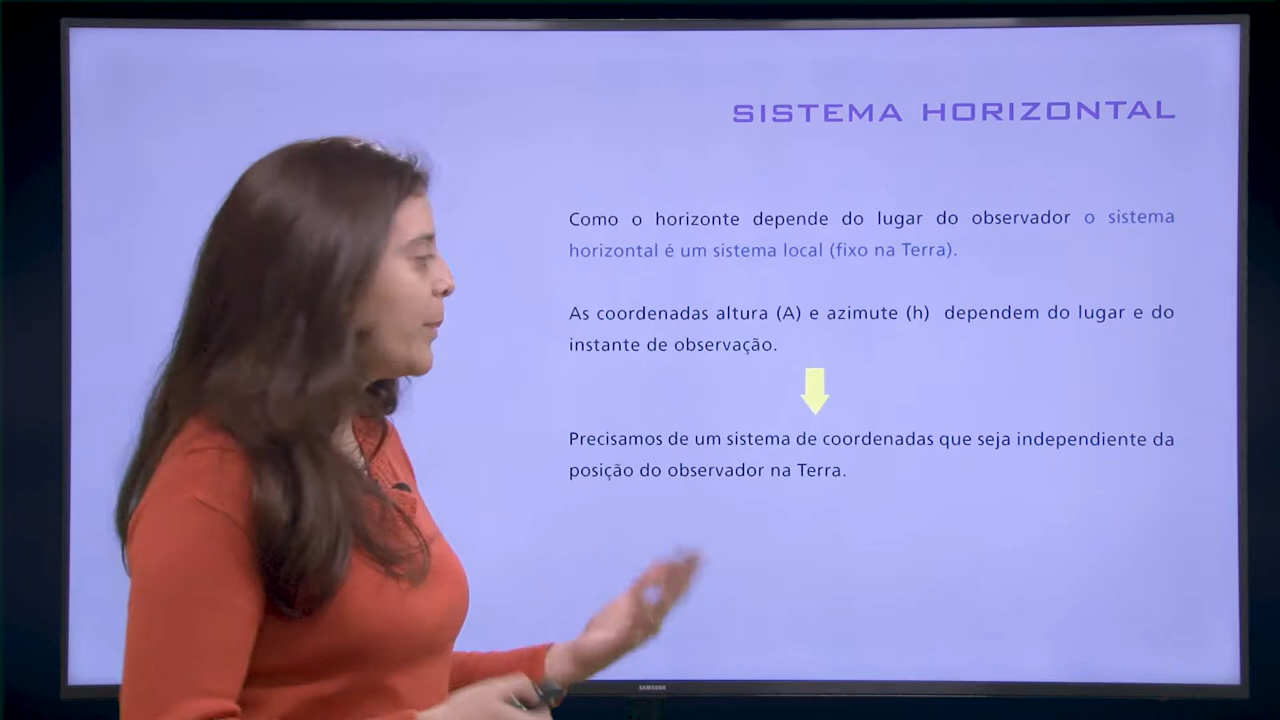 SISTEMA HORIZONTAL
Como o horizonte depende do lugar do observador o sistema
horizontal é um sistema local (fixo na Terra).
As coordenadas altura (A) e azimute (h) dependem do lugar e do
instante de observação.
Precisamos de um sistema de coordenadas que seja independiente da
posição do observador na Terra.
SAMSUNG